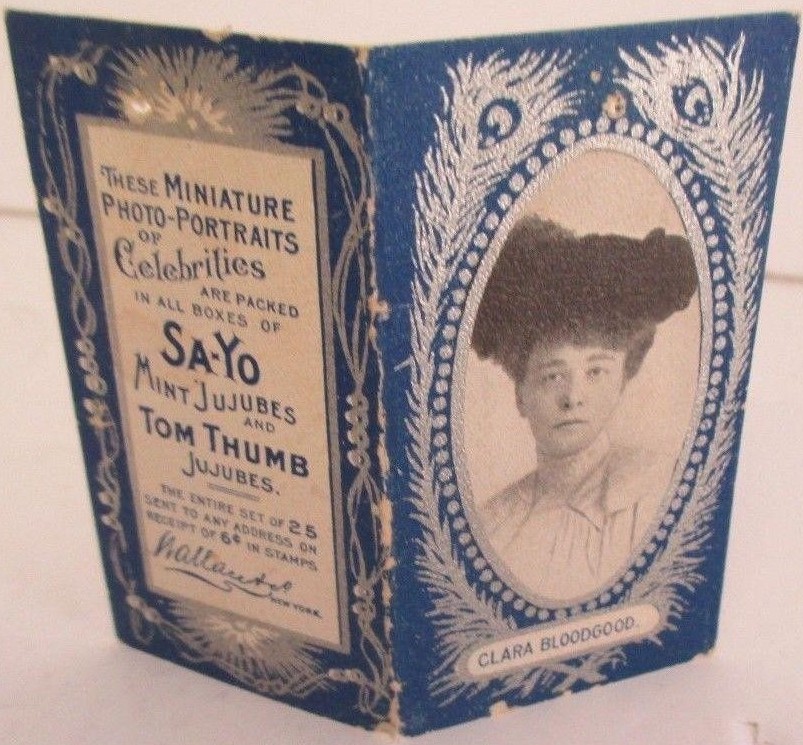 THESE MINIATURE
PHOTO-PORTRAITS
OF
Celebrities
ARE PACKED
IN ALL BOXES OF
SA-YO
MINT JUJUBES
AND
TOM THUMB
JUJUBES.
THE ENTIRE SET OF 25
SENT TO ANY ADDRESS ON
RECEIPT OF 6¢ IN STAMPS
Wallace & Co
NEW YORK.
CLARA BLOODGOOD.